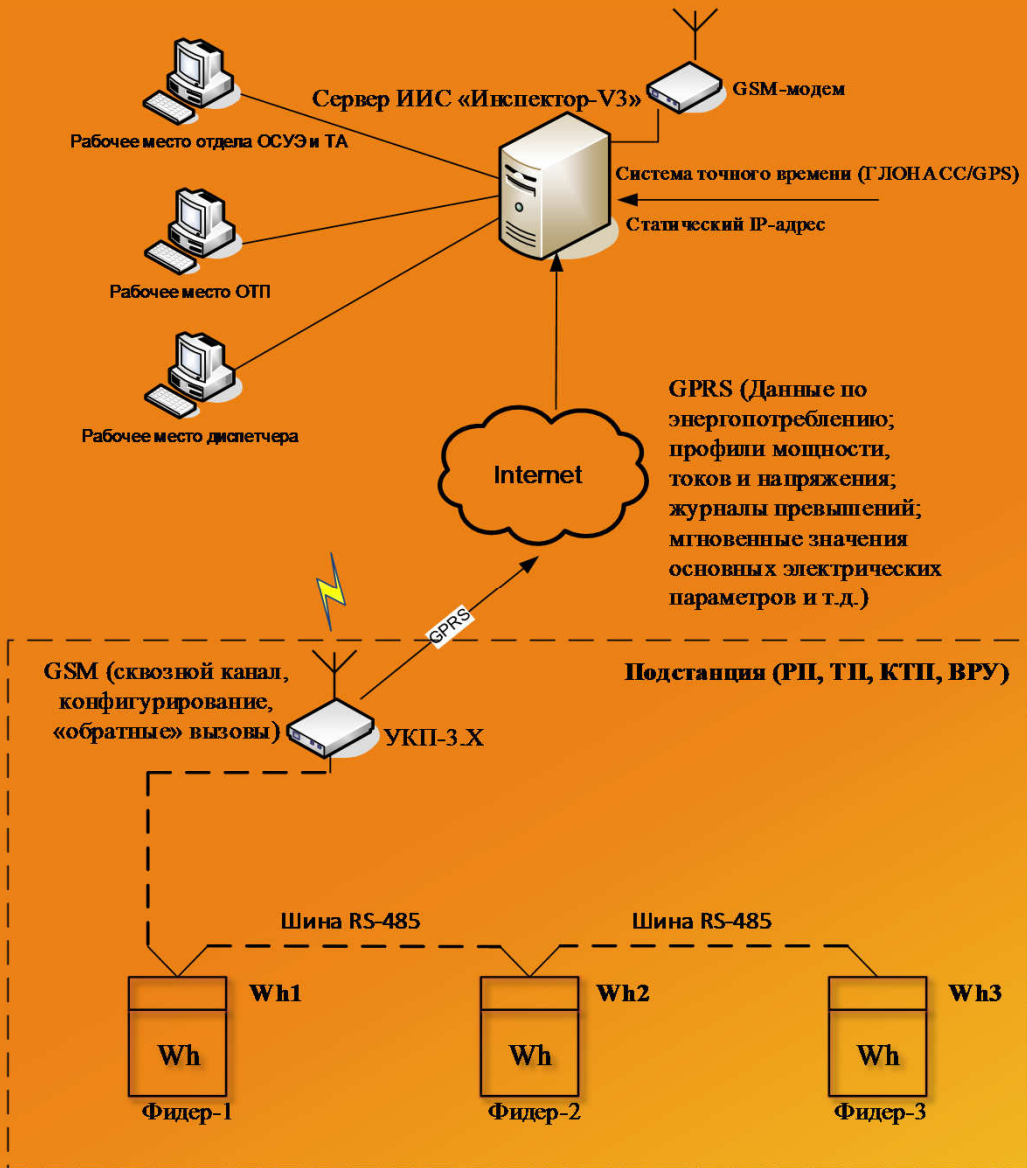 GSM-модем
Сервер ИИС «Инспектор-V3»
Рабочее место отдела ОСУЭ и ТА
Система точного времени (ГЛОНАСС/GPS)
Статический IP-адрес
Рабочее место ОТП
Рабочее место диспетчера
GPRS (Данные по
энергопотреблению;
профили мощности,
токов и напряжения;
журналы превышений;
мгновенные значения
основных электрических
параметров и т.д.)
Internet
GPRS
GSM (сквозной канал,
конфигурирование,
«обратные» вызовы)
УКП-3.Х
Подстанция (РП, ТП, КТП, ВРУ)
Шина RS-485
Шина RS-485
Wh1
Wh
Фидер-1
Wh2
Wh
Фидер-2
Wh3
Wh
Фидер-3